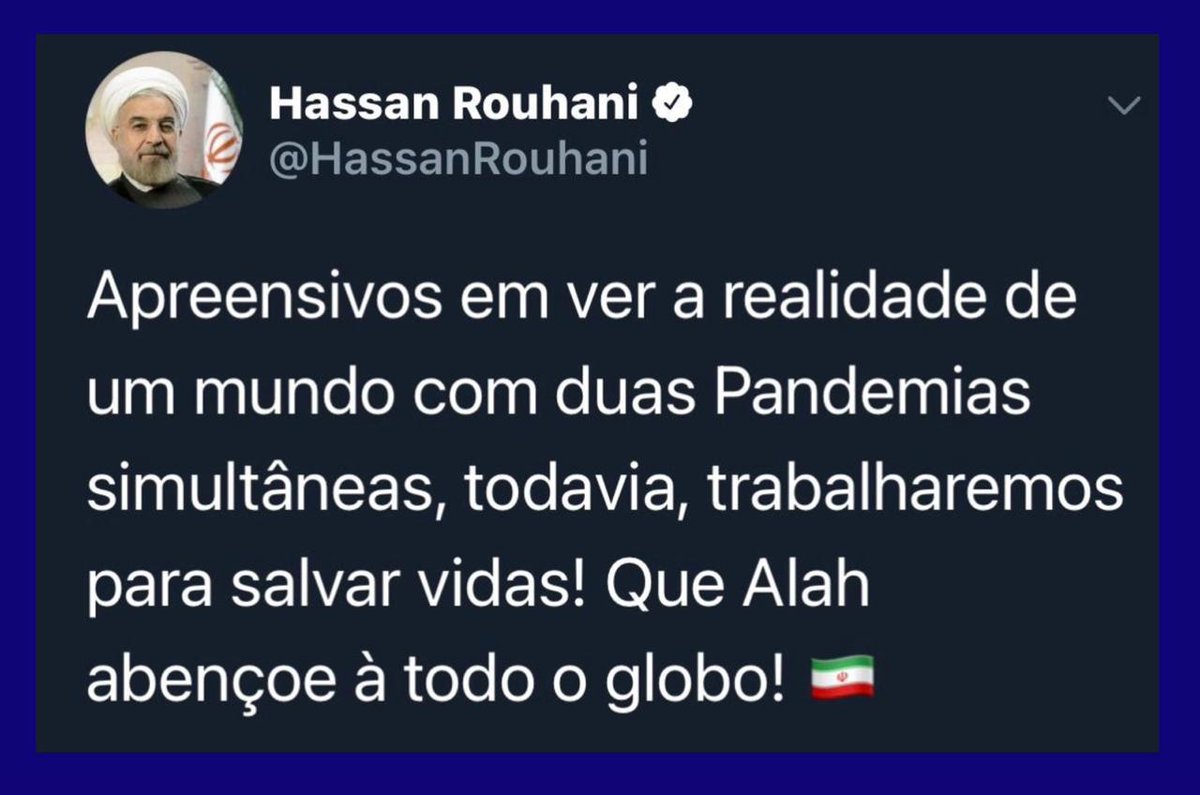 Hassan Rouhani
@HassanRouhani
Apreensivos em ver a realidade de
um mundo com duas Pandemias
simultâneas, todavia, trabalharemos
para salvar vidas! Que Alah
abençoe à todo o globo! 🇮🇷